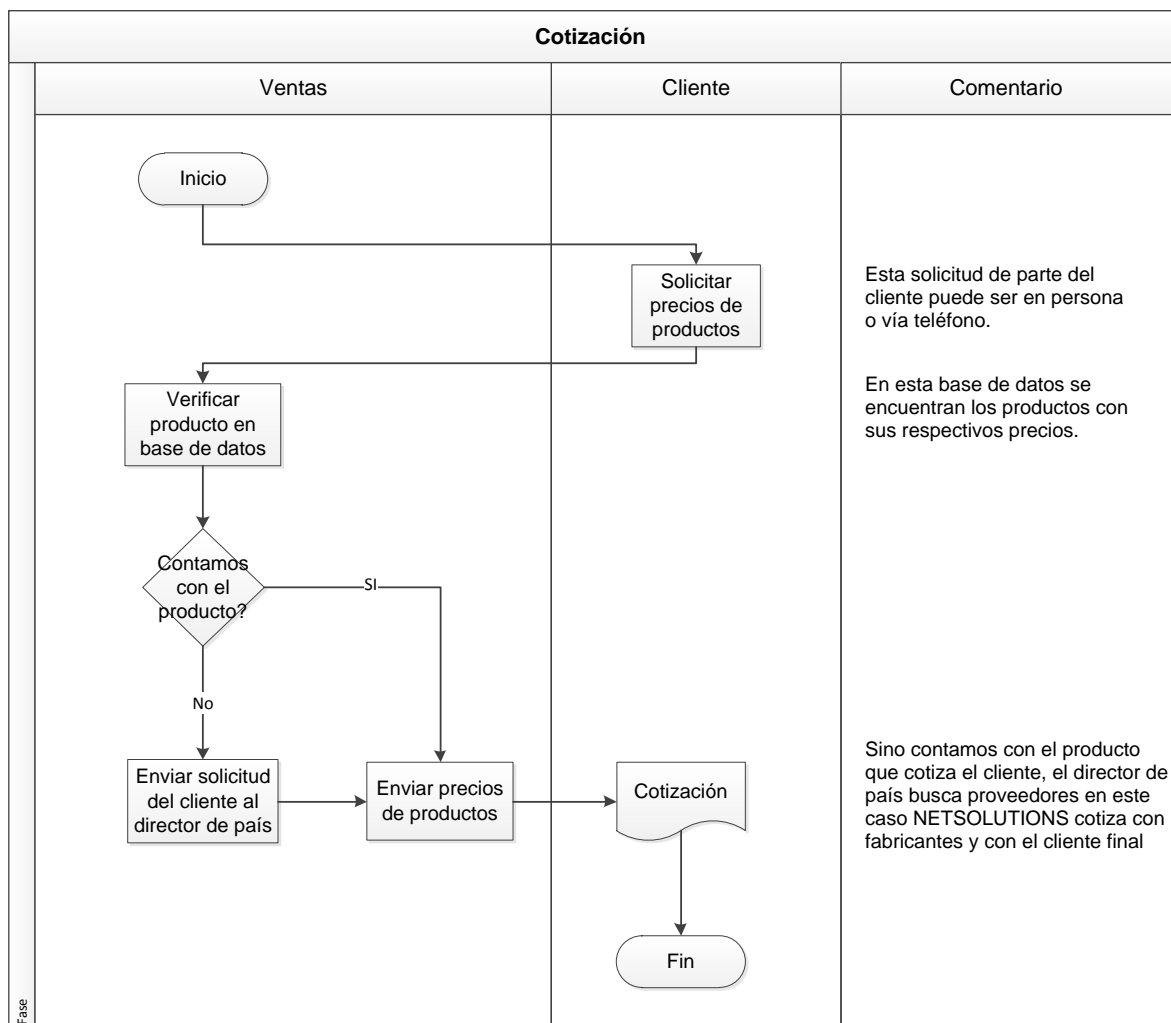 Cotización
Ventas
Cliente
Comentario
Inicio
Solicitar
precios de
productos
Esta solicitud de parte del
cliente puede ser en persona
o vía teléfono.
Verificar
producto en
base de datos
En esta base de datos se
encuentran los productos con
sus respectivos precios.
Contamos
con el
producto?
SI
No
Enviar solicitud
del cliente al
director de país
Enviar precios
de productos
Cotización
Sino contamos con el producto
que cotiza el cliente, el director de
país busca proveedores en este
caso NETSOLUTIONS cotiza con
fabricantes y con el cliente final
Fin
Fase